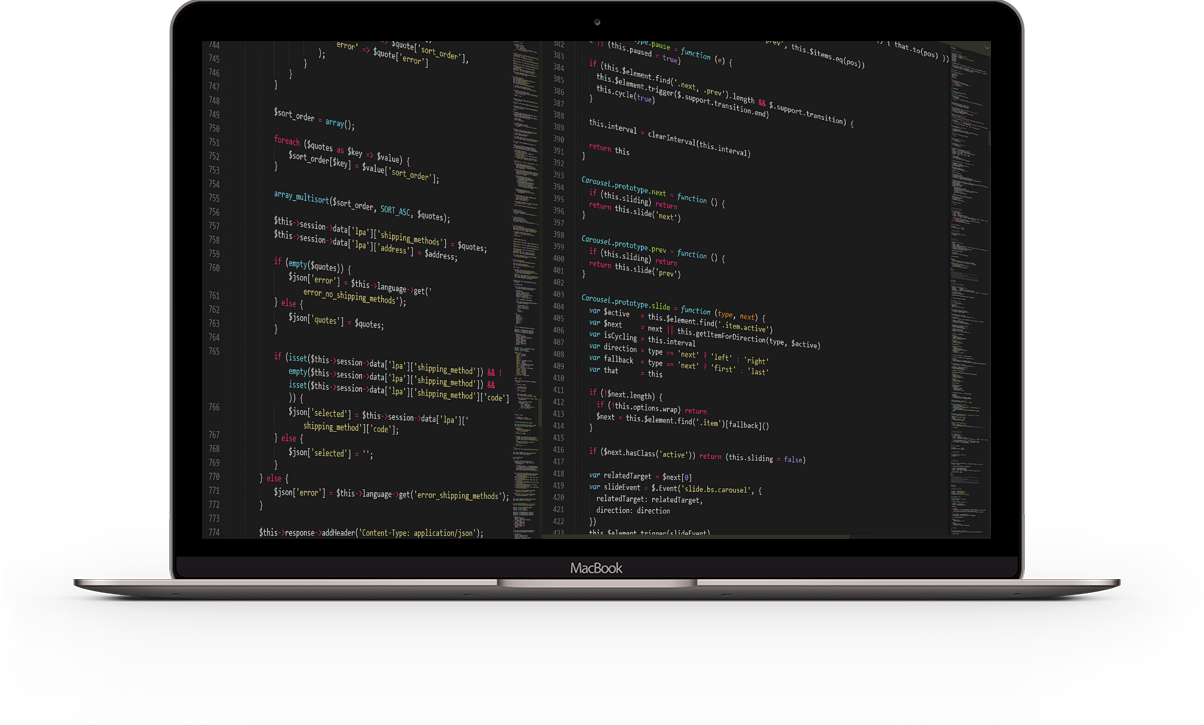 744
745
746
747
748
749
750
751
752
753
754
755
756
757
758
759
760
761
762
763
764
765
766
767
768
769
770
771
772
773
774
error' => $quote['sort_order'],
); $quote['error']
}
}
}
$sort_order = array();
foreach ($quotes as $key => $value) {
$sort_order[$key] = $value['sort_order'];
}
array_multisort($sort_order, SORT_ASC, $quotes);
$this->session->data['lpa']['shipping_methods'] = $quotes;
$this->session->data['lpa']['address'] = $address;
if (empty($quotes)) {
$json['error'] = $this->language->get('
error_no_shipping_methods');
} else {
$json['quotes'] = $quotes;
}
if (isset($this->session->data['lpa']['shipping_method']) && !
empty($this->session->data['lpa']['shipping_method']) &&
isset($this->session->data['lpa']['shipping_method']['code']
)) {
$json['selected'] = $this->session->data['lpa']['
shipping_method']['code'];
} else {
$json['selected'] = '';
}
} else {
$json['error'] = $this->language->get('error_shipping_methods');
}
$this->response->addHeader('Content-Type: application/json');
382
383
384
385
386
387
388
389
390
391
392
393
394
395
396
397
398
399
400
401
402
403
404
405
406
407
408
409
410
411
412
413
414
415
416
417
418
419
420
421
422
423
prev', this.$items.eq(pos))
{ that.to(pos) })
type.pause = function (e) {
|| (this.paused = true)
if (this.$element.find('.next, .prev').length && $.support.transition) {
this.$element.trigger($.support.transition.end)
this.cycle(true)
}
this.interval = clearInterval(this.interval)
return this
}
Carousel.prototype.next = function () {
if (this.sliding) return
return this.slide('next')
}
Carousel.prototype.prev = function () {
if (this.sliding) return
return this.slide('prev')
}
Carousel.prototype.slide = function (type, next) {
var $active = this.$element.find('.item.active')
var $next = next || this.getItemForDirection(type, $active)
var isCycling = this.interval
var direction = type == 'next' ? 'left' : 'right'
var fallback = type == 'next' ? 'first' : 'last'
var that = this
if (!$next.length) {
if (!this.options.wrap) return
$next = this.$element.find('.item')[fallback]()
}
if ($next.hasClass('active')) return (this.sliding = false)
var relatedTarget = $next[0]
var slideEvent = $.Event('slide.bs.carousel', {
relatedTarget: relatedTarget,
direction: direction
})
this.$element.trigger(slideEvent)
MacBook